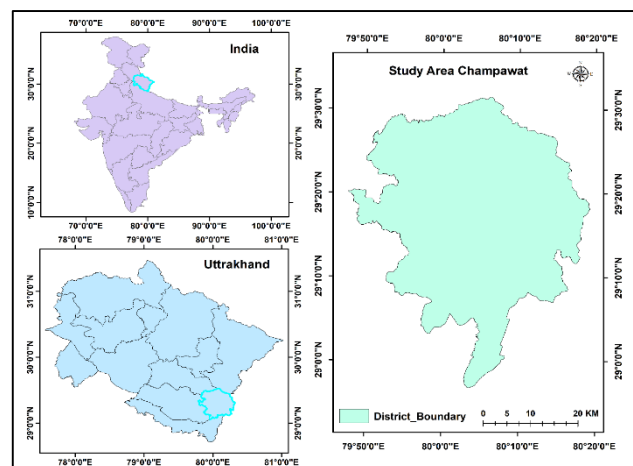 70°0'0"E 80°0'0"E 90°0'0"E 100°0'0"E
India
30°0'0"N
20°0'0"N
10°0'0"N
30°0'0"N
20°0'0"N
10°0'0"N
70°0'0"E 80°0'0"E 90°0'0"E 100°0'0"E
78°0'0"E 79°0'0"E 80°0'0"E 81°0'0"E
Uttrakhand
31°0'0"N
30°0'0"N
29°0'0"N
31°0'0"N
30°0'0"N
29°0'0"N
78°0'0"E 79°0'0"E 80°0'0"E 81°0'0"E
79°50'0"E 80°0'0"E 80°10'0"E 80°20'0"E
Study Area Champawat
29°30'0"N
29°20'0"N
29°10'0"N
29°0'0"N
29°30'0"N
29°20'0"N
29°10'0"N
29°0'0"N
District_Boundary
0 5 10 20 KM
79°50'0"E 80°0'0"E 80°10'0"E 80°20'0"E